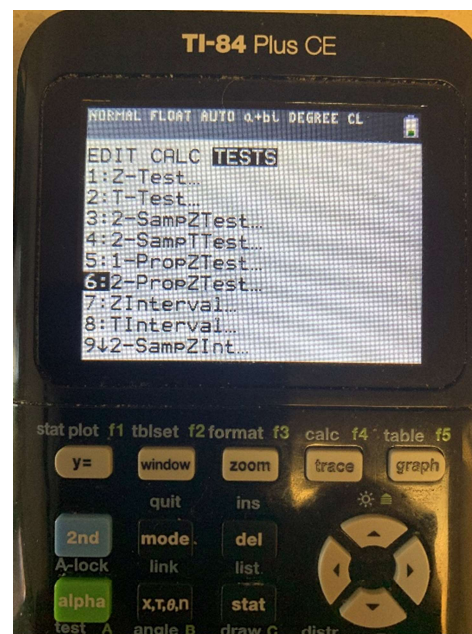 TI-84 Plus CE
NORMAL FLOAT AUTO a+bi DEGREE CL
EDIT CALC TESTS
1:Z-Test…
2:T-Test…
3:2-SampZTest…
4:2-SampTTest…
5:1-PropZTest…
6:2-PropZTest…
7:ZInterval…
8:TInterval…
9↓2-SampZInt…
stat plot f1 tblset f2 format f3 calc f4 table f5
y= window zoom trace graph
quit ins
2nd mode del
A-lock link list
alpha X,T,θ,n stat
test A angle B draw C distr